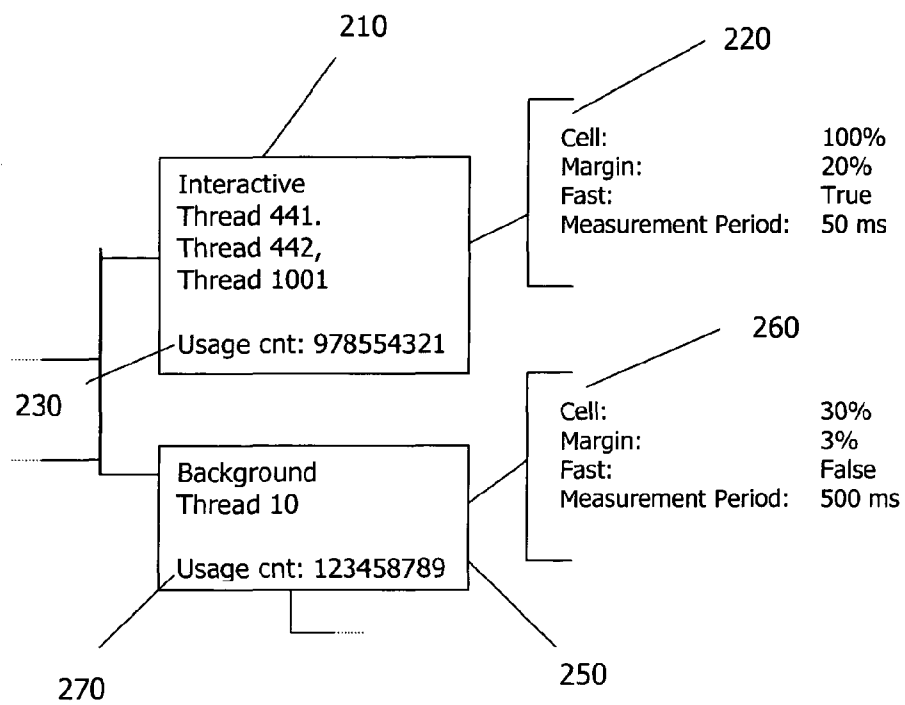 210
220
Cell: 100%
Margin: 20%
Fast: True
Measurement Period: 50 ms
Interactive
Thread 441.
Thread 442,
Thread 1001
Usage cnt: 978554321
230
260
Cell: 30%
Margin: 3%
Fast: False
Measurement Period: 500 ms
Background
Thread 10
Usage cnt: 123458789
270
250